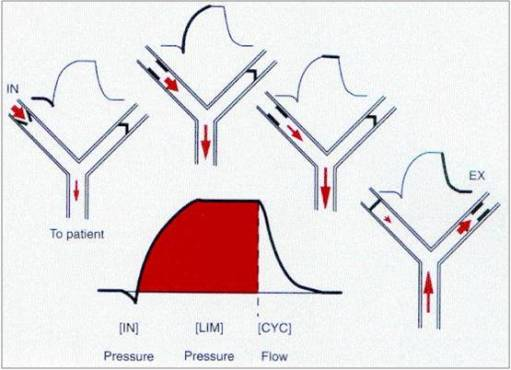 IN
To patient
EX
[IN] [LIM] [CYC]
Pressure Pressure Flow